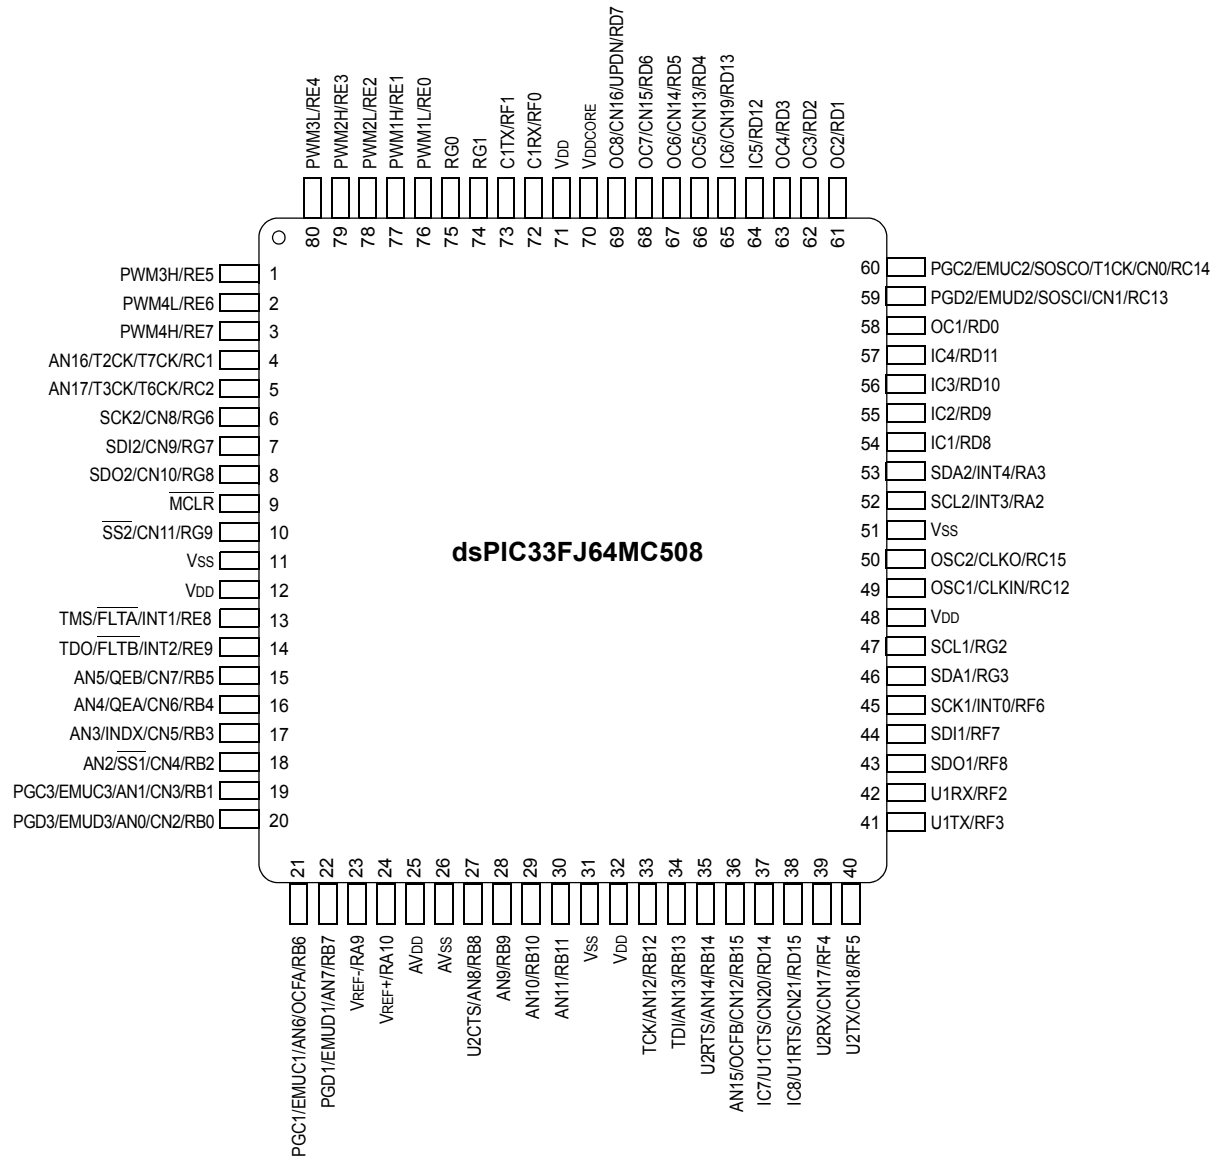 PWM3L/RE4
PWM2H/RE3
PWM2L/RE2
PWM1H/RE1
PWM1L/RE0
RG0
RG1
C1TX/RF1
C1RX/RF0
VDD
VDDCORE
OC8/CN16/UPDN/RD7
OC7/CN15/RD6
OC6/CN14/RD5
OC5/CN13/RD4
IC6/CN19/RD13
IC5/RD12
OC4/RD3
OC3/RD2
OC2/RD1
80
79
78
77
76
75
74
73
72
71
70
69
68
67
66
65
64
63
62
61
PWM3H/RE5 1
PWM4L/RE6 2
PWM4H/RE7 3
AN16/T2CK/T7CK/RC1 4
AN17/T3CK/T6CK/RC2 5
SCK2/CN8/RG6 6
SDI2/CN9/RG7 7
SDO2/CN10/RG8 8
MCLR 9
SS2/CN11/RG9 10
VSS 11
VDD 12
TMS/FLTA/INT1/RE8 13
TDO/FLTB/INT2/RE9 14
AN5/QEB/CN7/RB5 15
AN4/QEA/CN6/RB4 16
AN3/INDX/CN5/RB3 17
AN2/SS1/CN4/RB2 18
PGC3/EMUC3/AN1/CN3/RB1 19
PGD3/EMUD3/AN0/CN2/RB0 20
dsPIC33FJ64MC508
60 PGC2/EMUC2/SOSCO/T1CK/CN0/RC14
59 PGD2/EMUD2/SOSCI/CN1/RC13
58 OC1/RD0
57 IC4/RD11
56 IC3/RD10
55 IC2/RD9
54 IC1/RD8
53 SDA2/INT4/RA3
52 SCL2/INT3/RA2
51 VSS
50 OSC2/CLKO/RC15
49 OSC1/CLKIN/RC12
48 VDD
47 SCL1/RG2
46 SDA1/RG3
45 SCK1/INT0/RF6
44 SDI1/RF7
43 SDO1/RF8
42 U1RX/RF2
41 U1TX/RF3
21
22
23
24
25
26
27
28
29
30
31
32
33
34
35
36
37
38
39
40
PGC1/EMUC1/AN6/OCFA/RB6
PGD1/EMUD1/AN7/RB7
VREF-/RA9
VREF+/RA10
AVDD
AVSS
U2CTS/AN8/RB8
AN9/RB9
AN10/RB10
AN11/RB11
VSS
VDD
TCK/AN12/RB12
TDI/AN13/RB13
U2RTS/AN14/RB14
AN15/OCFB/CN12/RB15
IC7/U1CTS/CN20/RD14
IC8/U1RTS/CN21/RD15
U2RX/CN17/RF4
U2TX/CN18/RF5